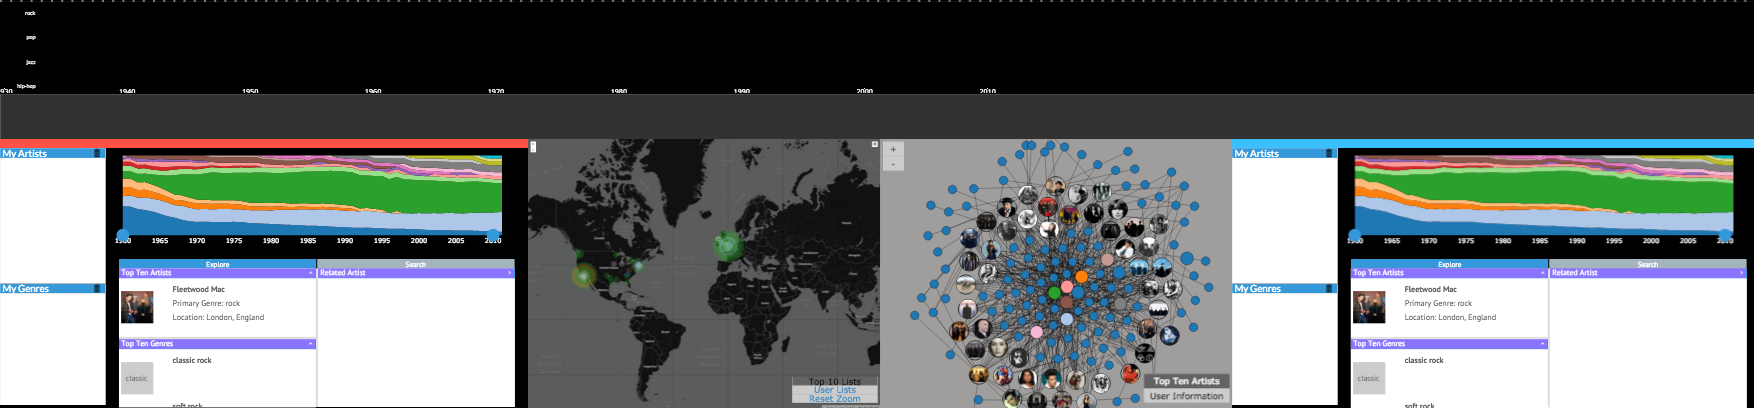 rock
pop
jazz
hip-hop
930 1940 1950 1960 1970 1980 1990 2000 2010
My Artists
1960 1965 1970 1975 1980 1985 1990 1995 2000 2005 2010
Explore Search
Top Ten Artists Related Artist
Fleetwood Mac
Primary Genre: rock
Location: London, England
My Genres
Top Ten Genres
classic rock
classic
soft rock
+
-
Top 10 Lists
User Lists
Reset Zoom
Top Ten Artists
User Information
My Artists
1960 1965 1970 1975 1980 1985 1990 1995 2000 2005 2010
Explore Search
Top Ten Artists Related Artist
Fleetwood Mac
Primary Genre: rock
Location: London, England
My Genres
Top Ten Genres
classic rock
classic
soft rock